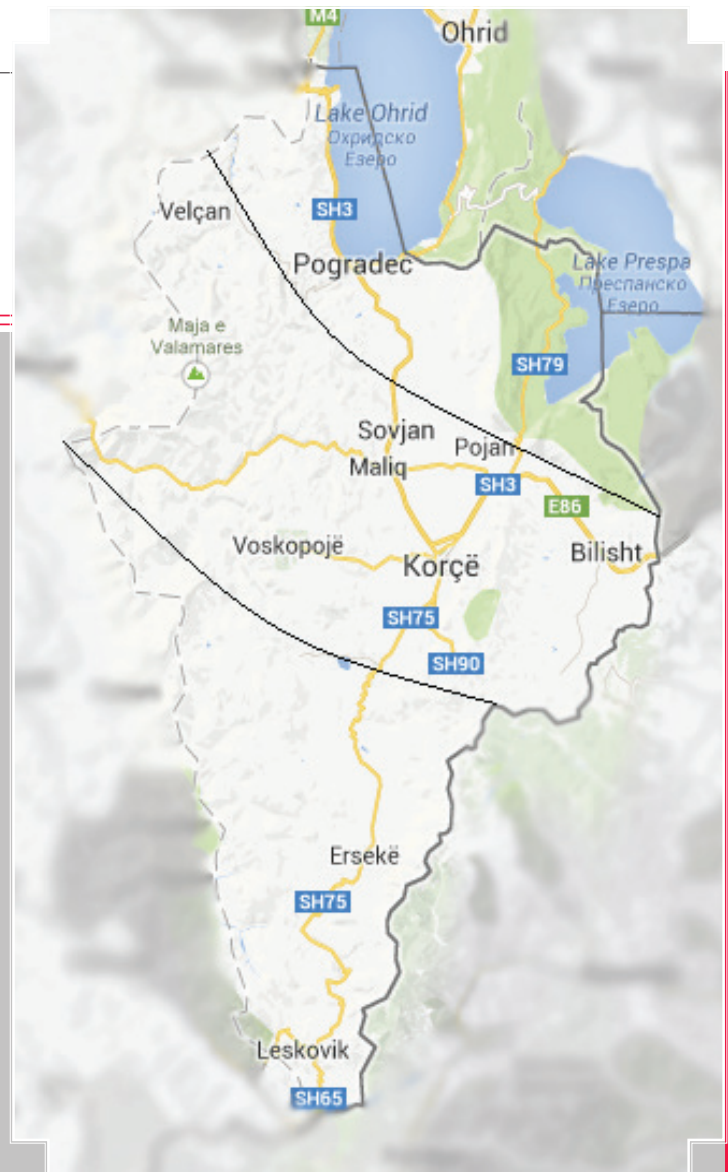 M4
Ohrid
Lake Ohrid
Охридско
Езеро
Velçan
SH3
Pogradec
Lake Prespa
Преспанско
Езеро
Maja e
Valamares
SH79
Sovjan
Pojan
Maliq
SH3
E86
Voskopojë
Bilisht
Korçë
SH75
SH90
Ersekë
SH75
Leskovik
SH65